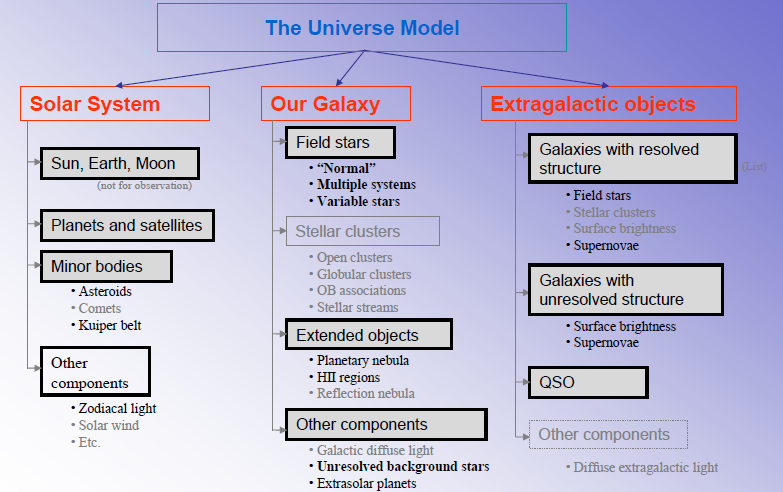 The Universe Model
Solar System
Sun, Earth, Moon
(not for observation)
Planets and satellites
Minor bodies
• Asteroids
• Comets
• Kuiper belt
Other
components
• Zodiacal light
• Solar wind
• Etc.
Our Galaxy
Field stars
• “Normal”
• Multiple systems
• Variable stars
Stellar clusters
• Open clusters
• Globular clusters
• OB associations
• Stellar streams
Extended objects
• Planetary nebula
• HII regions
• Reflection nebula
Other components
• Galactic diffuse light
• Unresolved background stars
• Extrasolar planets
Extragalactic objects
Galaxies with resolved
structure
• Field stars
• Stellar clusters
• Surface brightness
• Supernovae
Galaxies with
unresolved structure
• Surface brightness
• Supernovae
QSO
Other components
• Diffuse extragalactic light